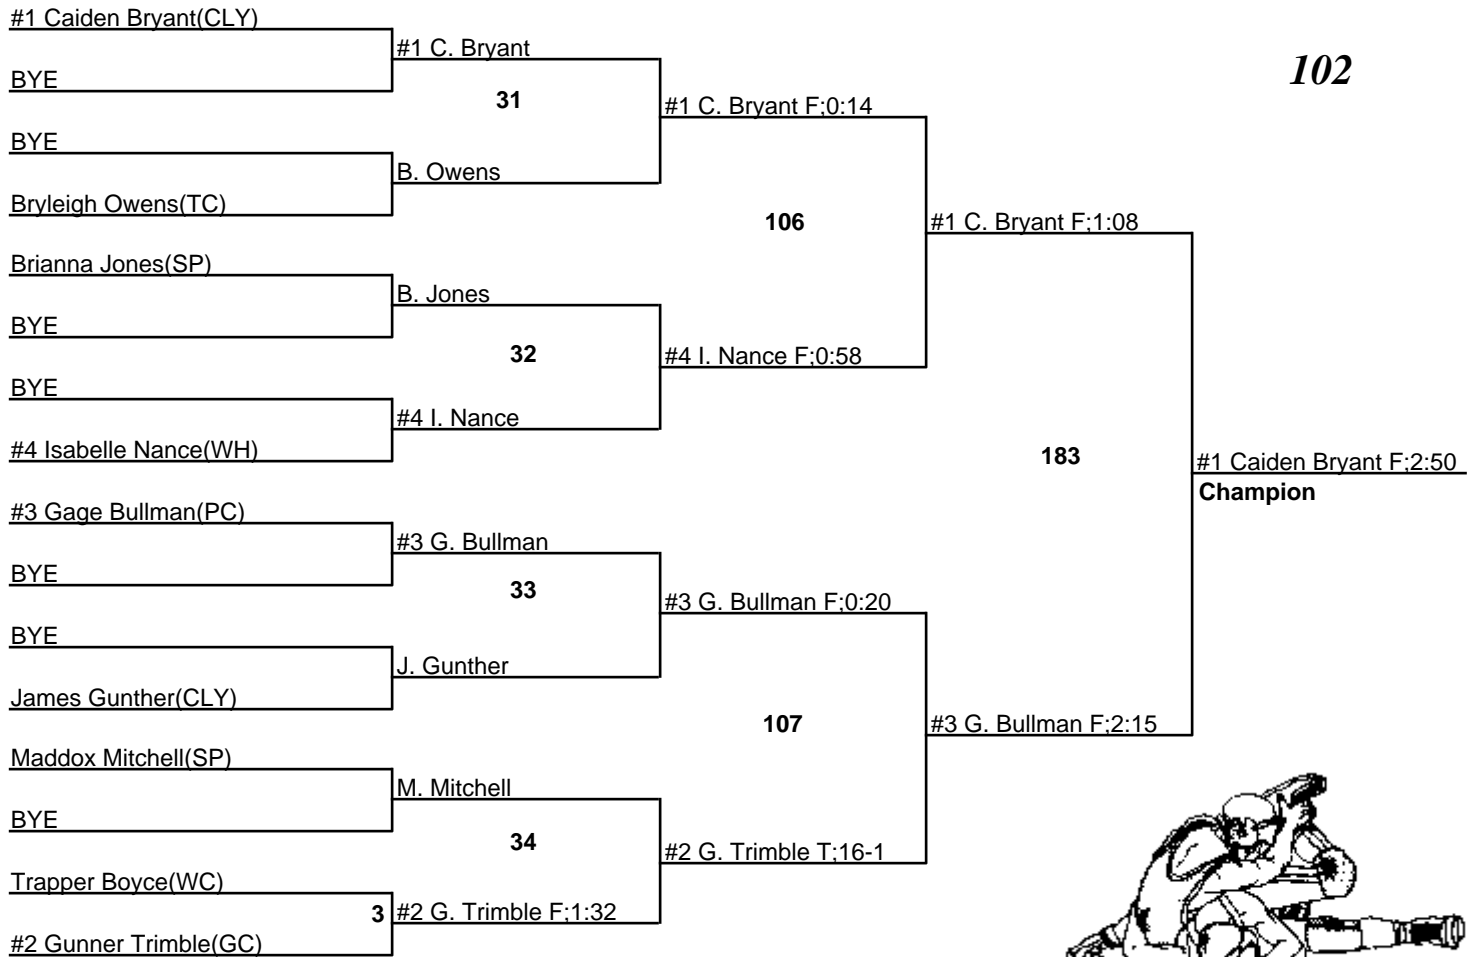 #1 Caiden Bryant(CLY)
BYE
BYE
Bryleigh Owens(TC)
Brianna Jones(SP)
BYE
BYE
#4 Isabelle Nance(WH)
#3 Gage Bullman(PC)
BYE
BYE
James Gunther(CLY)
Maddox Mitchell(SP)
BYE
Trapper Boyce(WC)
#2 Gunner Trimble(GC)
3
#1 C. Bryant
31
B. Owens
B. Jones
32
#4 I. Nance
#3 G. Bullman
33
J. Gunther
M. Mitchell
34
#2 G. Trimble F;1:32
#1 C. Bryant F;0:14
106
#4 I. Nance F;0:58
#3 G. Bullman F;0:20
107
#2 G. Trimble T;16-1
#1 C. Bryant F;1:08
183
#3 G. Bullman F;2:15
102
#1 Caiden Bryant F;2:50
Champion